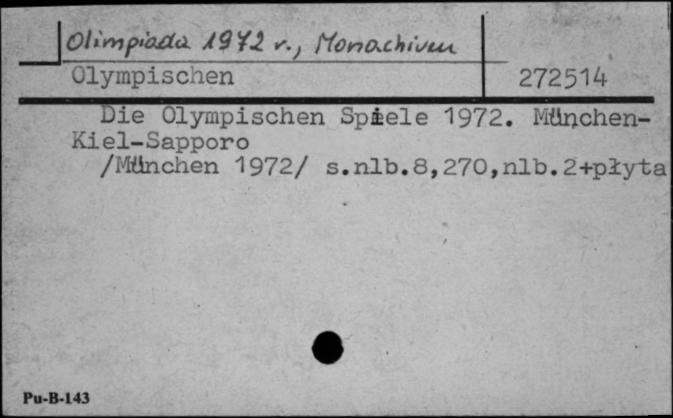 Olimpiada 1972 r., Monachium
Olympischen 272514
Die Olympischen Spiele 1972. München-
Kiel-Sapporo
/München 1972/ s.nlb.8,270,nlb.2+płyta
Pu-B-143